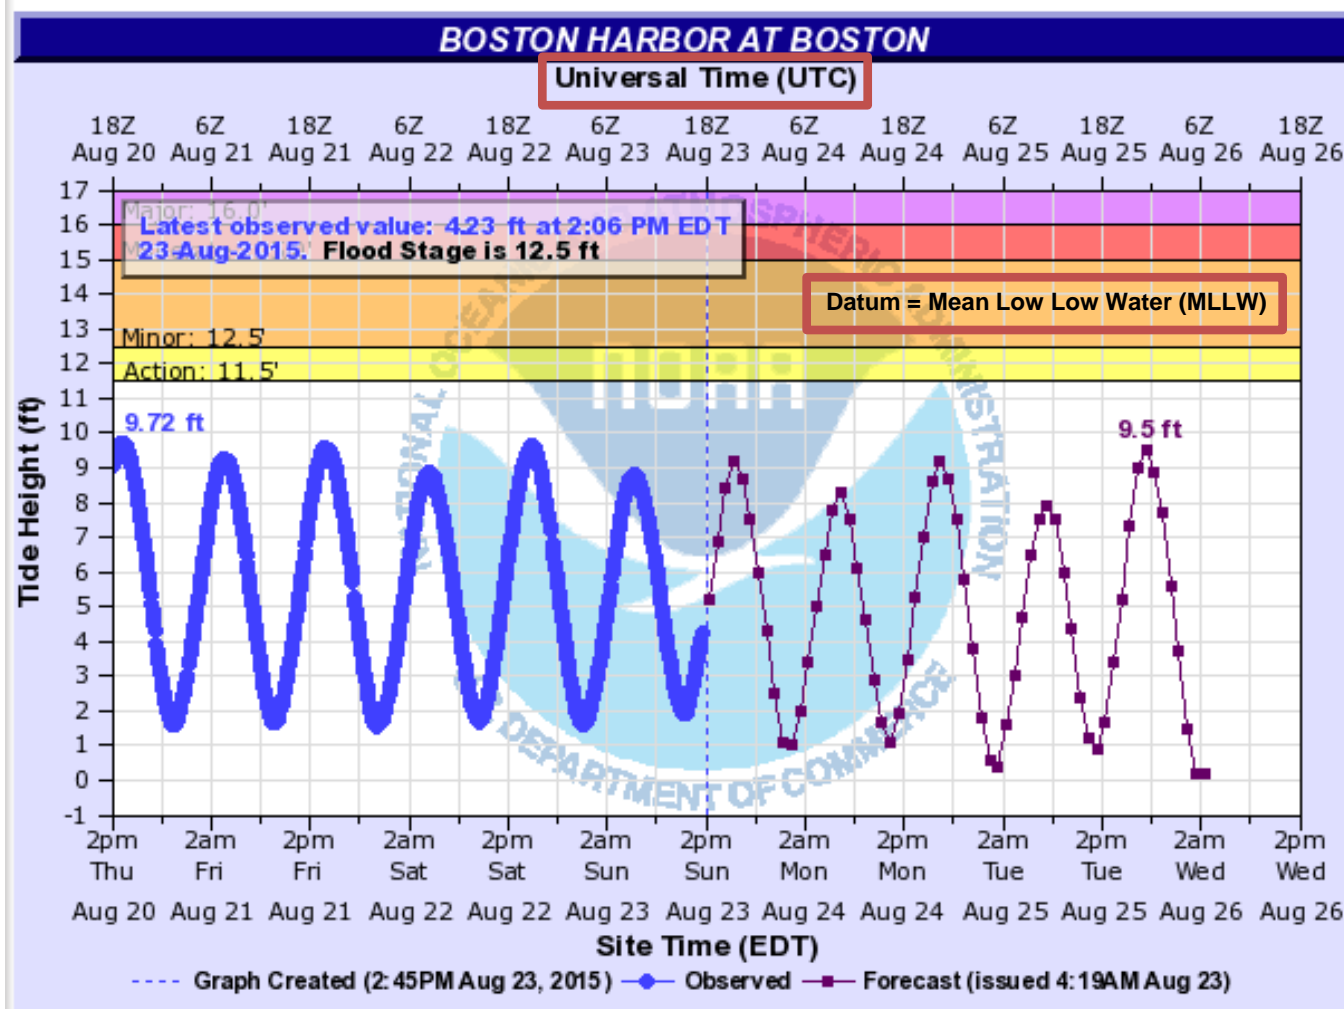 BOSTON HARBOR AT BOSTON
Universal Time (UTC)
18Z 6Z 18Z 6Z 18Z 6Z 18Z 6Z 18Z 6Z 18Z 6Z 18Z
Aug 20 Aug 21 Aug 21 Aug 22 Aug 22 Aug 23 Aug 23 Aug 24 Aug 24 Aug 25 Aug 25 Aug 26 Aug 26
17
16
15
14
13
12
11
10
9
8
7
6
5
4
3
2
1
0
-1
Tide Height (ft)
Major: 16.0'
Latest observed value: 4.23 ft at 2:06 PM EDT
23-Aug-2015. Flood Stage is 12.5 ft
Datum = Mean Low Low Water (MLLW)
Minor: 12.5'
Action: 11.5'
9.72 ft
9.5 ft
NATIONAL OCEANIC ATMOSPHERIC ADMINISTRATION
NOAA
DEPARTMENT OF COMMERCE
2pm 2am 2pm 2am 2pm 2am 2pm 2am 2pm 2am 2pm 2am 2pm
Thu Fri Fri Sat Sat Sun Sun Mon Mon Tue Tue Wed Wed
Aug 20 Aug 21 Aug 21 Aug 22 Aug 22 Aug 23 Aug 23 Aug 24 Aug 24 Aug 25 Aug 25 Aug 26 Aug 26
Site Time (EDT)
Graph Created (2:45PM Aug 23, 2015) Observed Forecast (issued 4:19AM Aug 23)